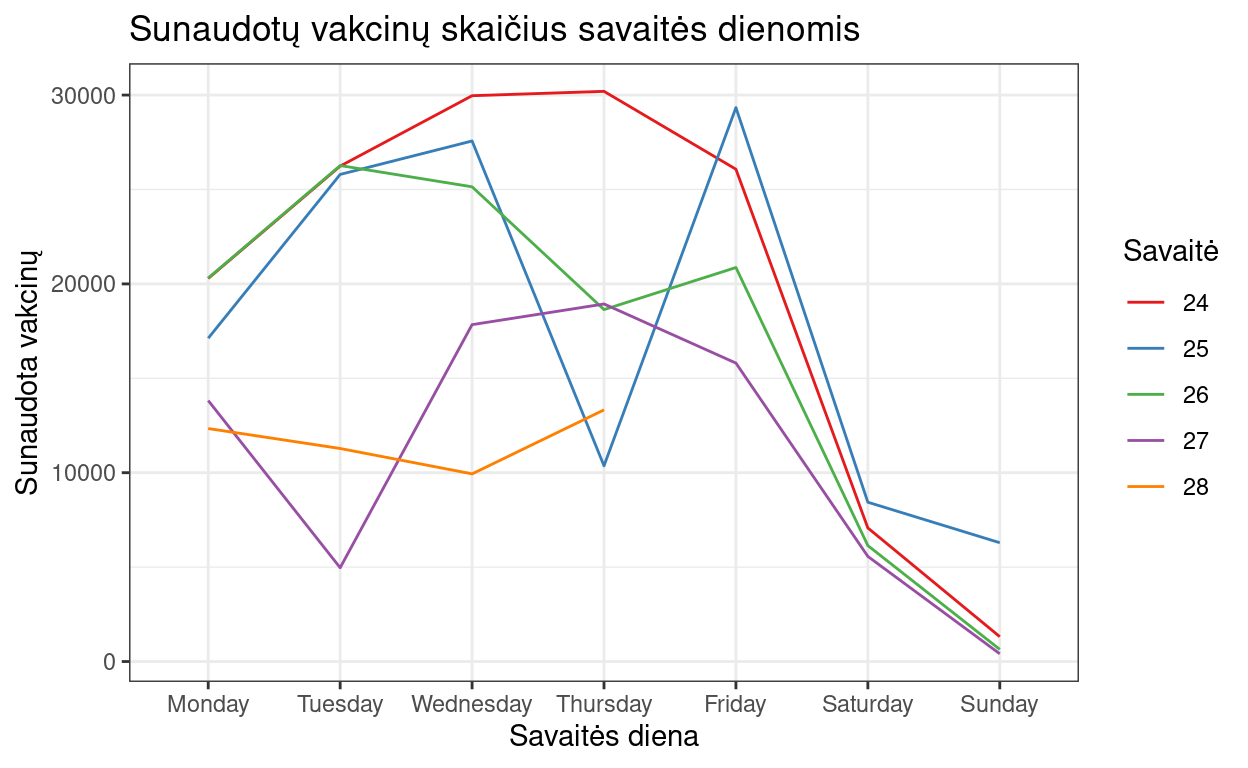 Sunaudotų vakcinų skaičius savaitės dienomis
Sunaudota vakcinų
30000
20000
10000
0
Monday Tuesday Wednesday Thursday Friday Saturday Sunday
Savaitės diena
Savaitė
24
25
26
27
28